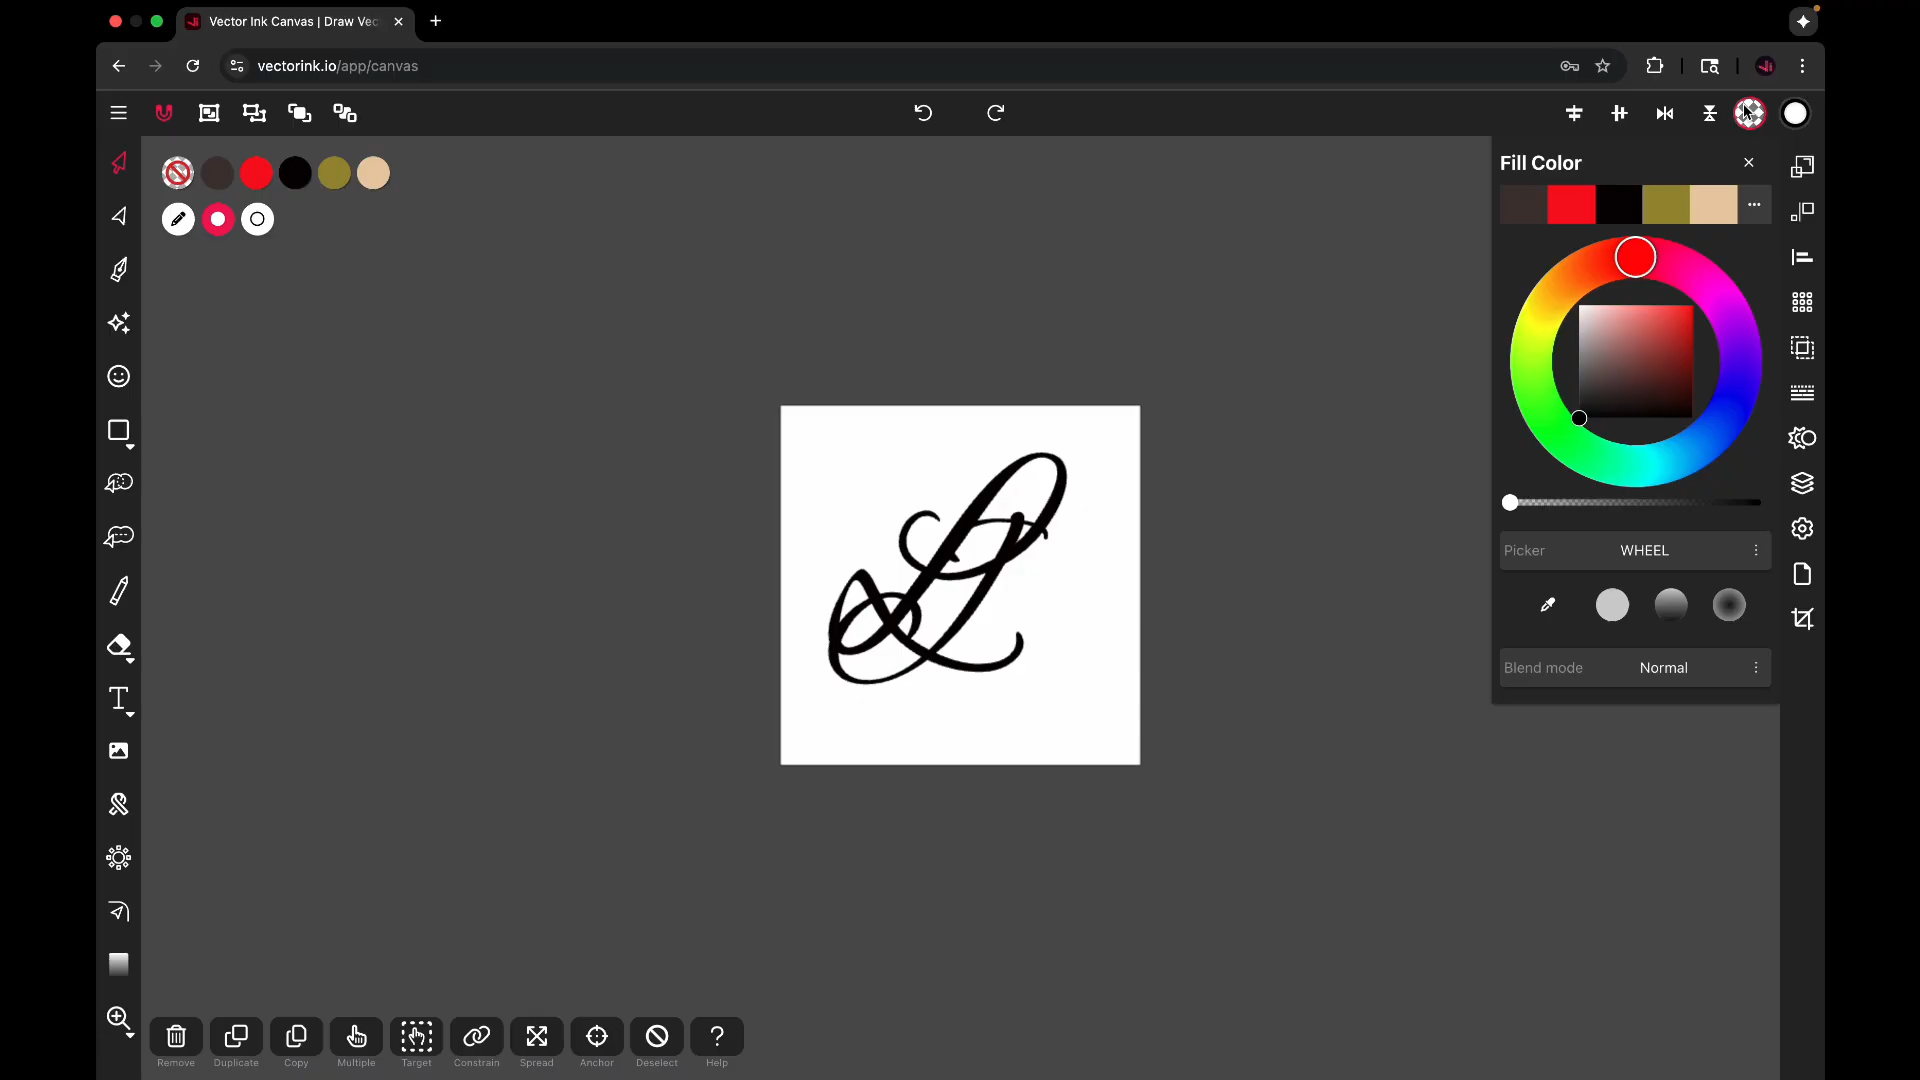 Vector Ink Canvas | Draw Vec
vectorink.io/app/canvas
Fill Color
Picker WHEEL
Blend mode Normal
Remove Duplicate Copy Multiple Target Constrain Spread Anchor Deselect Help